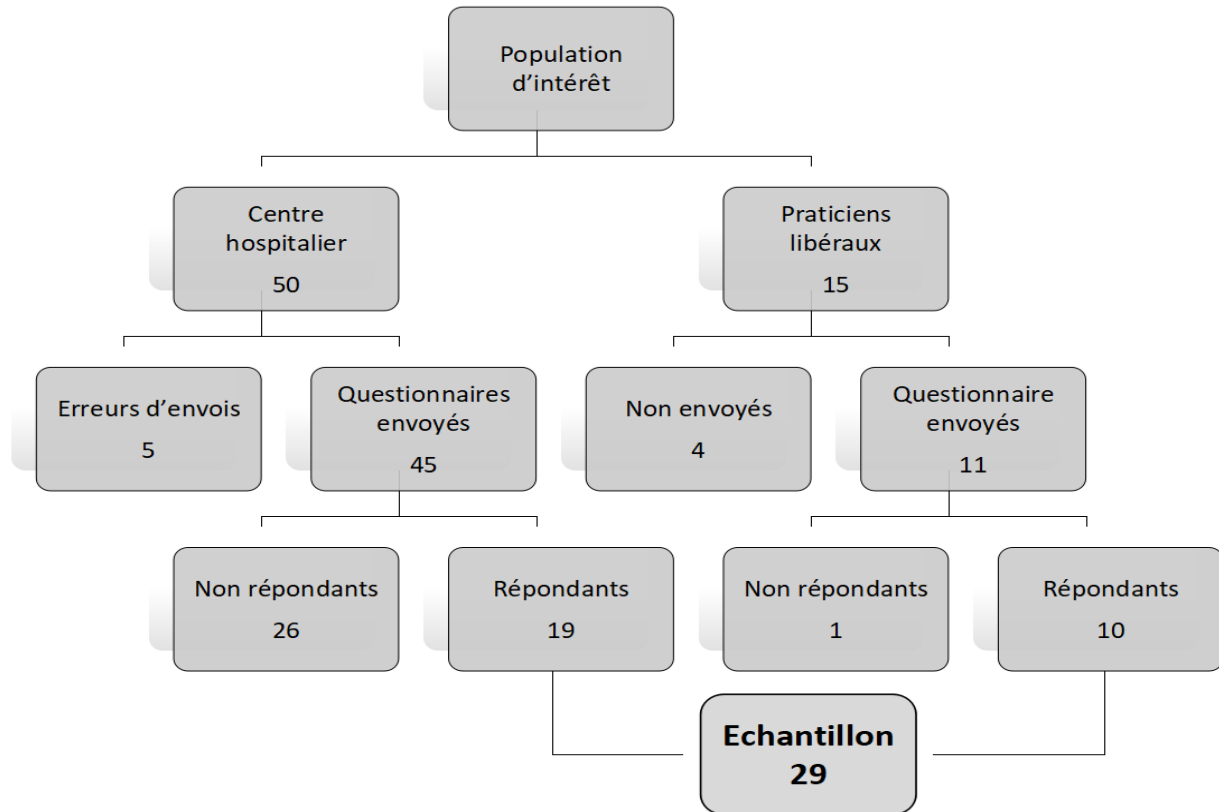 Population
d'intérêt
Centre
hospitalier
50
Praticiens
libéraux
15
Erreurs d'envois
5
Questionnaires
envoyés
45
Non envoyés
4
Questionnaire
envoyés
11
Non répondants
26
Répondants
19
Non répondants
1
Répondants
10
Echantillon
29